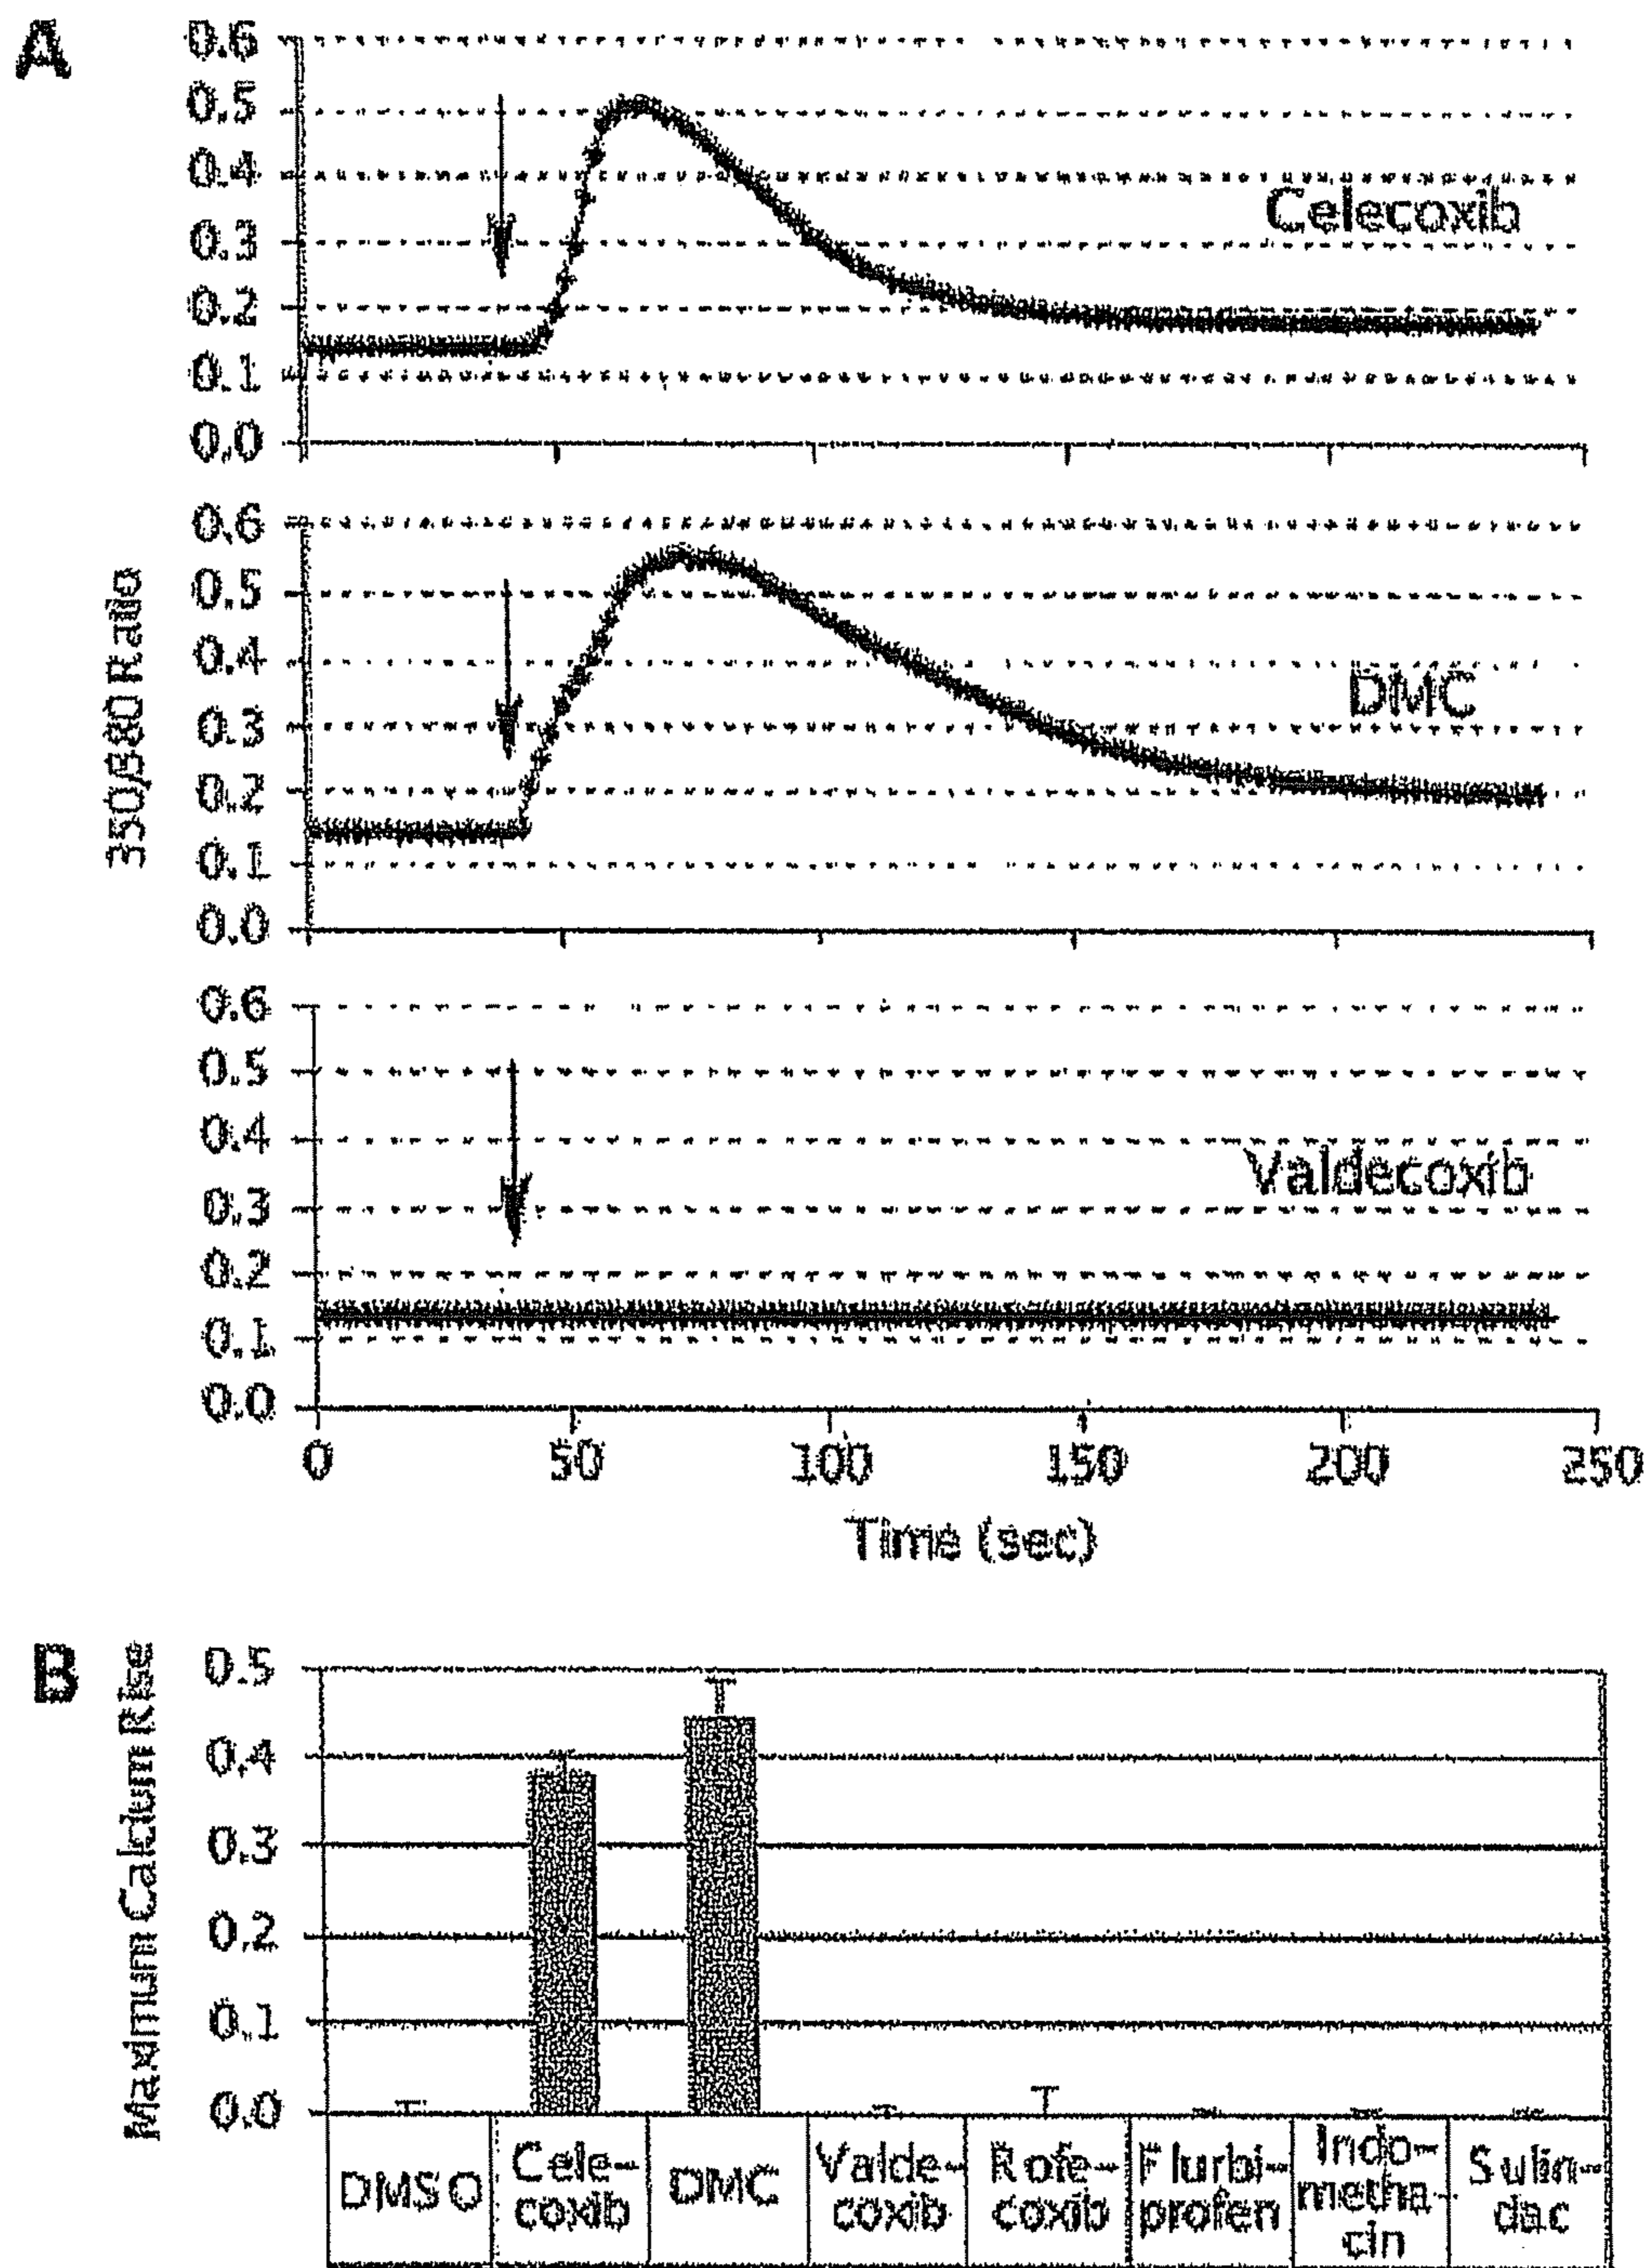 A
0.6
0.5
0.4
0.3
0.2
0.1
0.0
Celecoxib
350/380 Ratio
0.6
0.5
0.4
0.3
0.2
0.1
0.0
DMC
0.6
0.5
0.4
0.3
0.2
0.1
0.0
Valdecoxib
0 50 100 150 200 250
Time (sec)
B
Maximum Calcium Rise
0.5
0.4
0.3
0.2
0.1
0.0
DMSO
Cele-
coxib
DMC
Valde-
coxib
Rofe-
coxib
Flurbi-
profen
Indo-
metha-
cin
Sulin-
dac